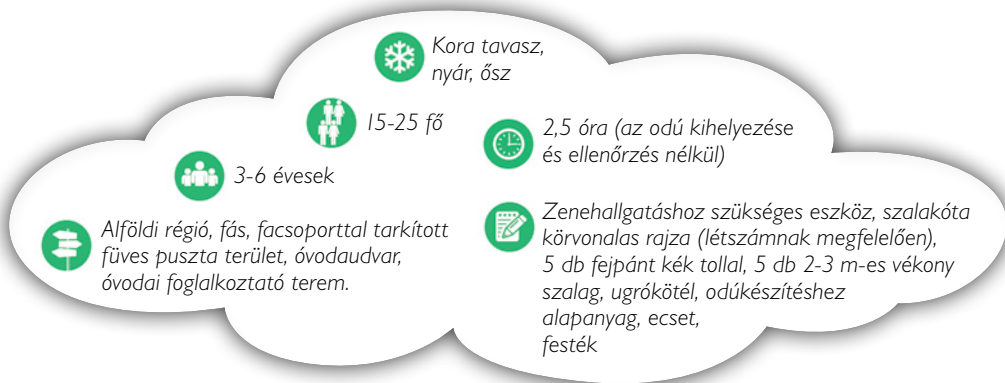 Kora tavasz,
nyár, ősz
15-25 fő
3-6 évesek
Alföldi régió, fás, facsoporttal tarkított
füves puszta terület, óvodaudvar,
óvodai foglalkoztató terem.
2,5 óra (az odú kihelyezése
és ellenőrzés nélkül)
Zenehallgatáshoz szükséges eszköz, szalakóta
körvonalas rajza (létszámnak megfelelően),
5 db fejpánt kék tollal, 5 db 2-3 m-es vékony
szalag, ugrókötél, odúkészítéshez
alapanyag, ecset,
festék